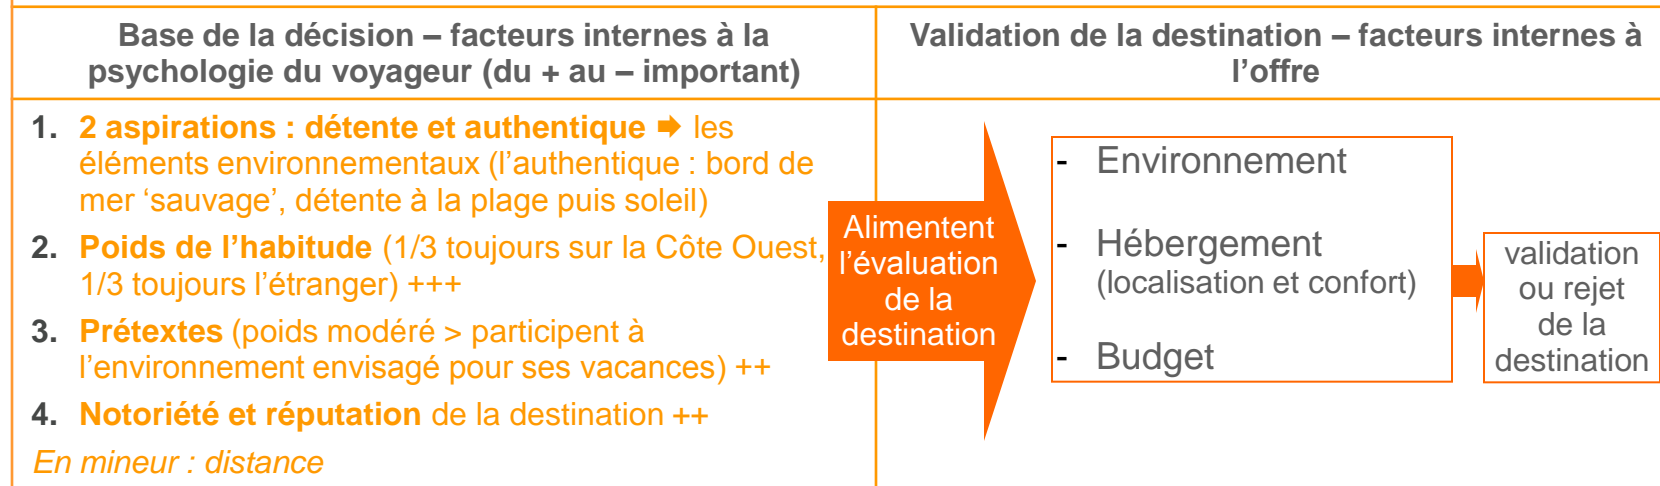 Base de la décision – facteurs internes à la
psychologie du voyageur (du + au – important)
Validation de la destination – facteurs internes à
l’offre
1. 2 aspirations : détente et authentique ➡ les
éléments environnementaux (l’authentique : bord de
mer ‘sauvage’, détente à la plage puis soleil)
2. Poids de l’habitude (1/3 toujours sur la Côte Ouest,
1/3 toujours l’étranger) +++
3. Prétextes (poids modéré > participent à
l’environnement envisagé pour ses vacances) ++
4. Notoriété et réputation de la destination ++
En mineur : distance
Alimentent
l’évaluation
de la
destination
- Environnement
- Hébergement
(localisation et confort)
- Budget
validation
ou rejet
de la
destination